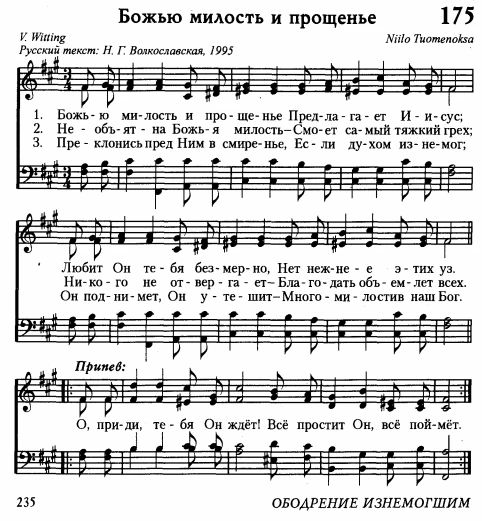 Божью милость и прощенье 175
V. Witting Niilo Tuomenoksa
Русский текст: Н. Г. Волкославская, 1995
1. Божь-ю ми-лость и про-ще-нье Пред-ла-га-ет И-и-сус;
2. Не-объ-ят-на Божь-я милость–Смо-ет са-мый тяжкий грех;
3. Пре-клонись пред Ним в смире-нье, Ес-ли ду-хом из-не-мог;
Любит Он те-бя без-мер-но, Нет неж-не-е э-тих уз.
Ни-ко-го не от-вер-га-ет–Бла-го-дать объ-ем-лет всех.
Он под-ни-мет, Он у-те-шит–Много-ми-лостив наш Бог.
Припев:
О, при-ди, те-бя Он ждёт! Всё простит Он, всё пой-мёт.
235 ОБОДРЕНИЕ ИЗНЕМОГШИМ